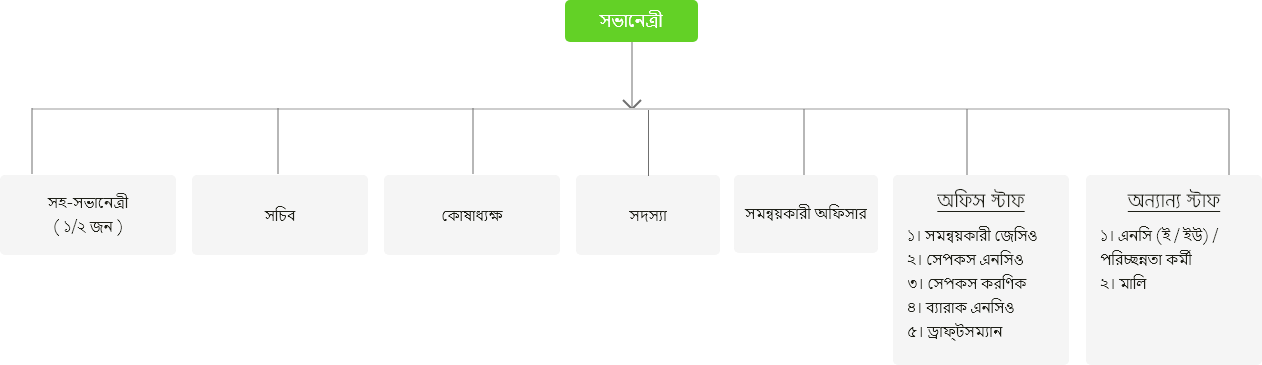 সভানেত্রী
সহ-সভানেত্রী
( ১/২ জন )
সচিব
কোষাধ্যক্ষ
সদস্যা
সমন্বয়কারী অফিসার
অফিস স্টাফ
১। সমন্বয়কারী জেসিও
২। সেপকস এনসিও
৩। সেপকস করণিক
৪। ব্যারাক এনসিও
৫। ড্রাফ্টসম্যান
অন্যান্য স্টাফ
১। এনসি (ই / ইউ) /
পরিচ্ছন্নতা কর্মী
২। মালি